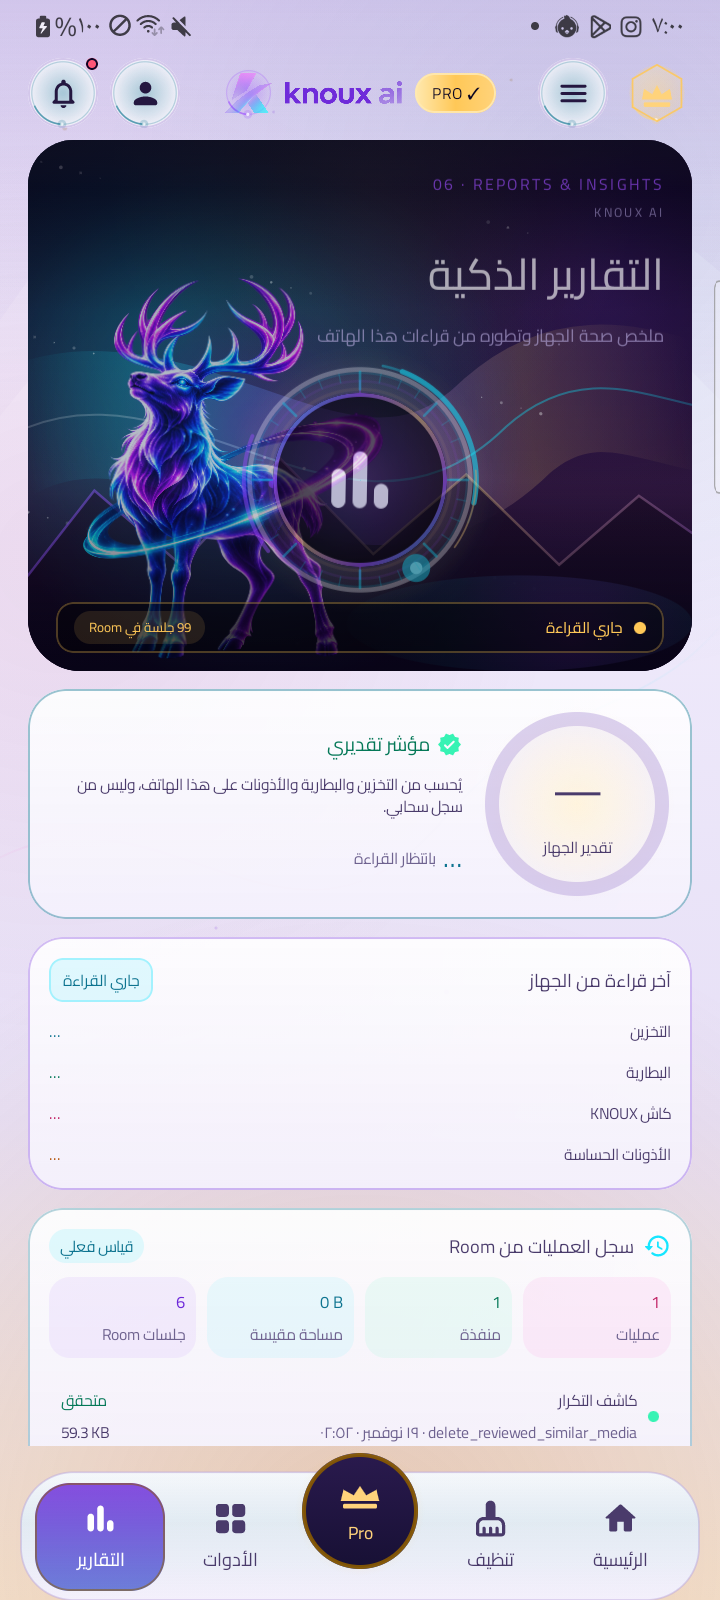 ٧:٠٠
%١٠٠
knoux ai
PRO ✓
06 · REPORTS & INSIGHTS
KNOUX AI
التقارير الذكية
ملخص صحة الجهاز وتطوره من قراءات هذا الهاتف
جاري القراءة
99 جلسة في Room
مؤشر تقديري
يُحسب من التخزين والبطارية والأذونات على هذا الهاتف، وليس من
سجل سحابي.
... بانتظار القراءة
—
تقدير الجهاز
آخر قراءة من الجهاز
جاري القراءة
التخزين
...
البطارية
...
كاش KNOUX
...
الأذونات الحساسة
...
سجل العمليات من Room
قياس فعلي
1
عمليات
1
منفذة
0 B
مساحة مقيسة
6
جلسات Room
كاشف التكرار
متحقق
delete_reviewed_similar_media · ١٩ نوفمبر · ٢:٥٢٠
59.3 KB
الرئيسية
تنظيف
Pro
الأدوات
التقارير